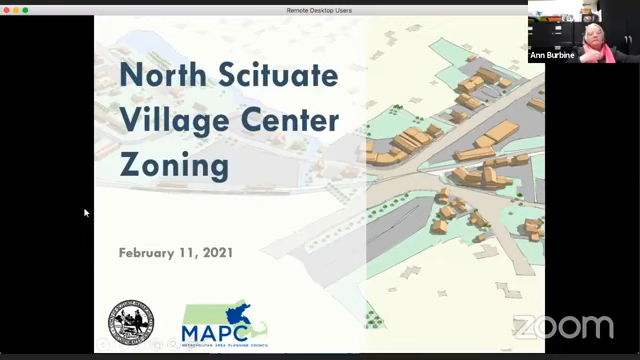 Remote Desktop Users
Ann Burbine
North Scituate
Village Center
Zoning
February 11, 2021
MAPC
METROPOLITAN AREA PLANNING COUNCIL
zoom